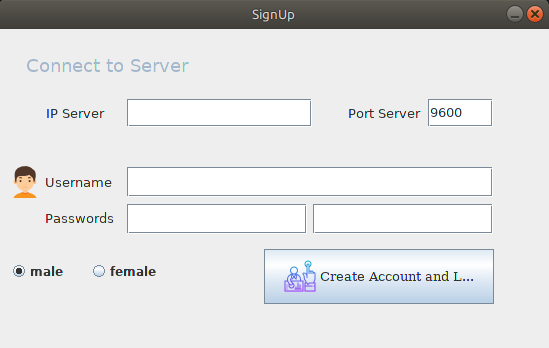 SignUp
Connect to Server
IP Server
Port Server 9600
Username
Passwords
male female
Create Account and L...